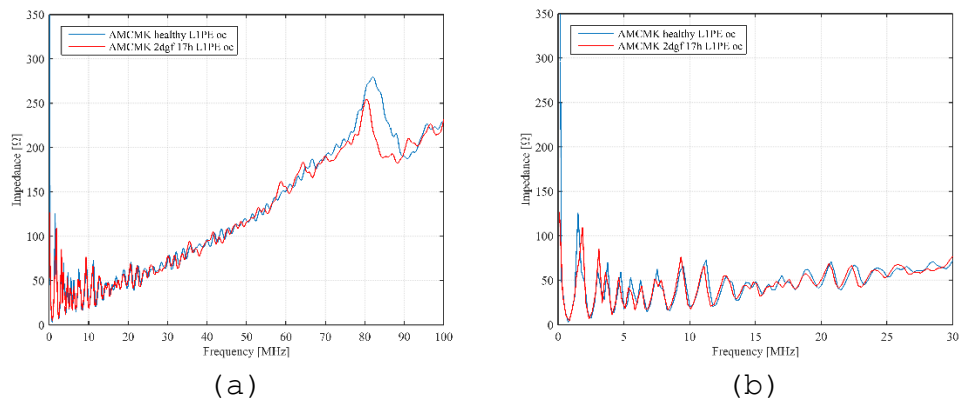 350
300
250
200
150
100
50
0
Impedance [Ω]
AMCMK healthy L1PE oc
AMCMK 2dgf 17h L1PE oc
0 10 20 30 40 50 60 70 80 90 100
Frequency [MHz]
(a)
350
300
250
200
150
100
50
0
Impedance [Ω]
AMCMK healthy L1PE oc
AMCMK 2dgf 17h L1PE oc
0 5 10 15 20 25 30
Frequency [MHz]
(b)